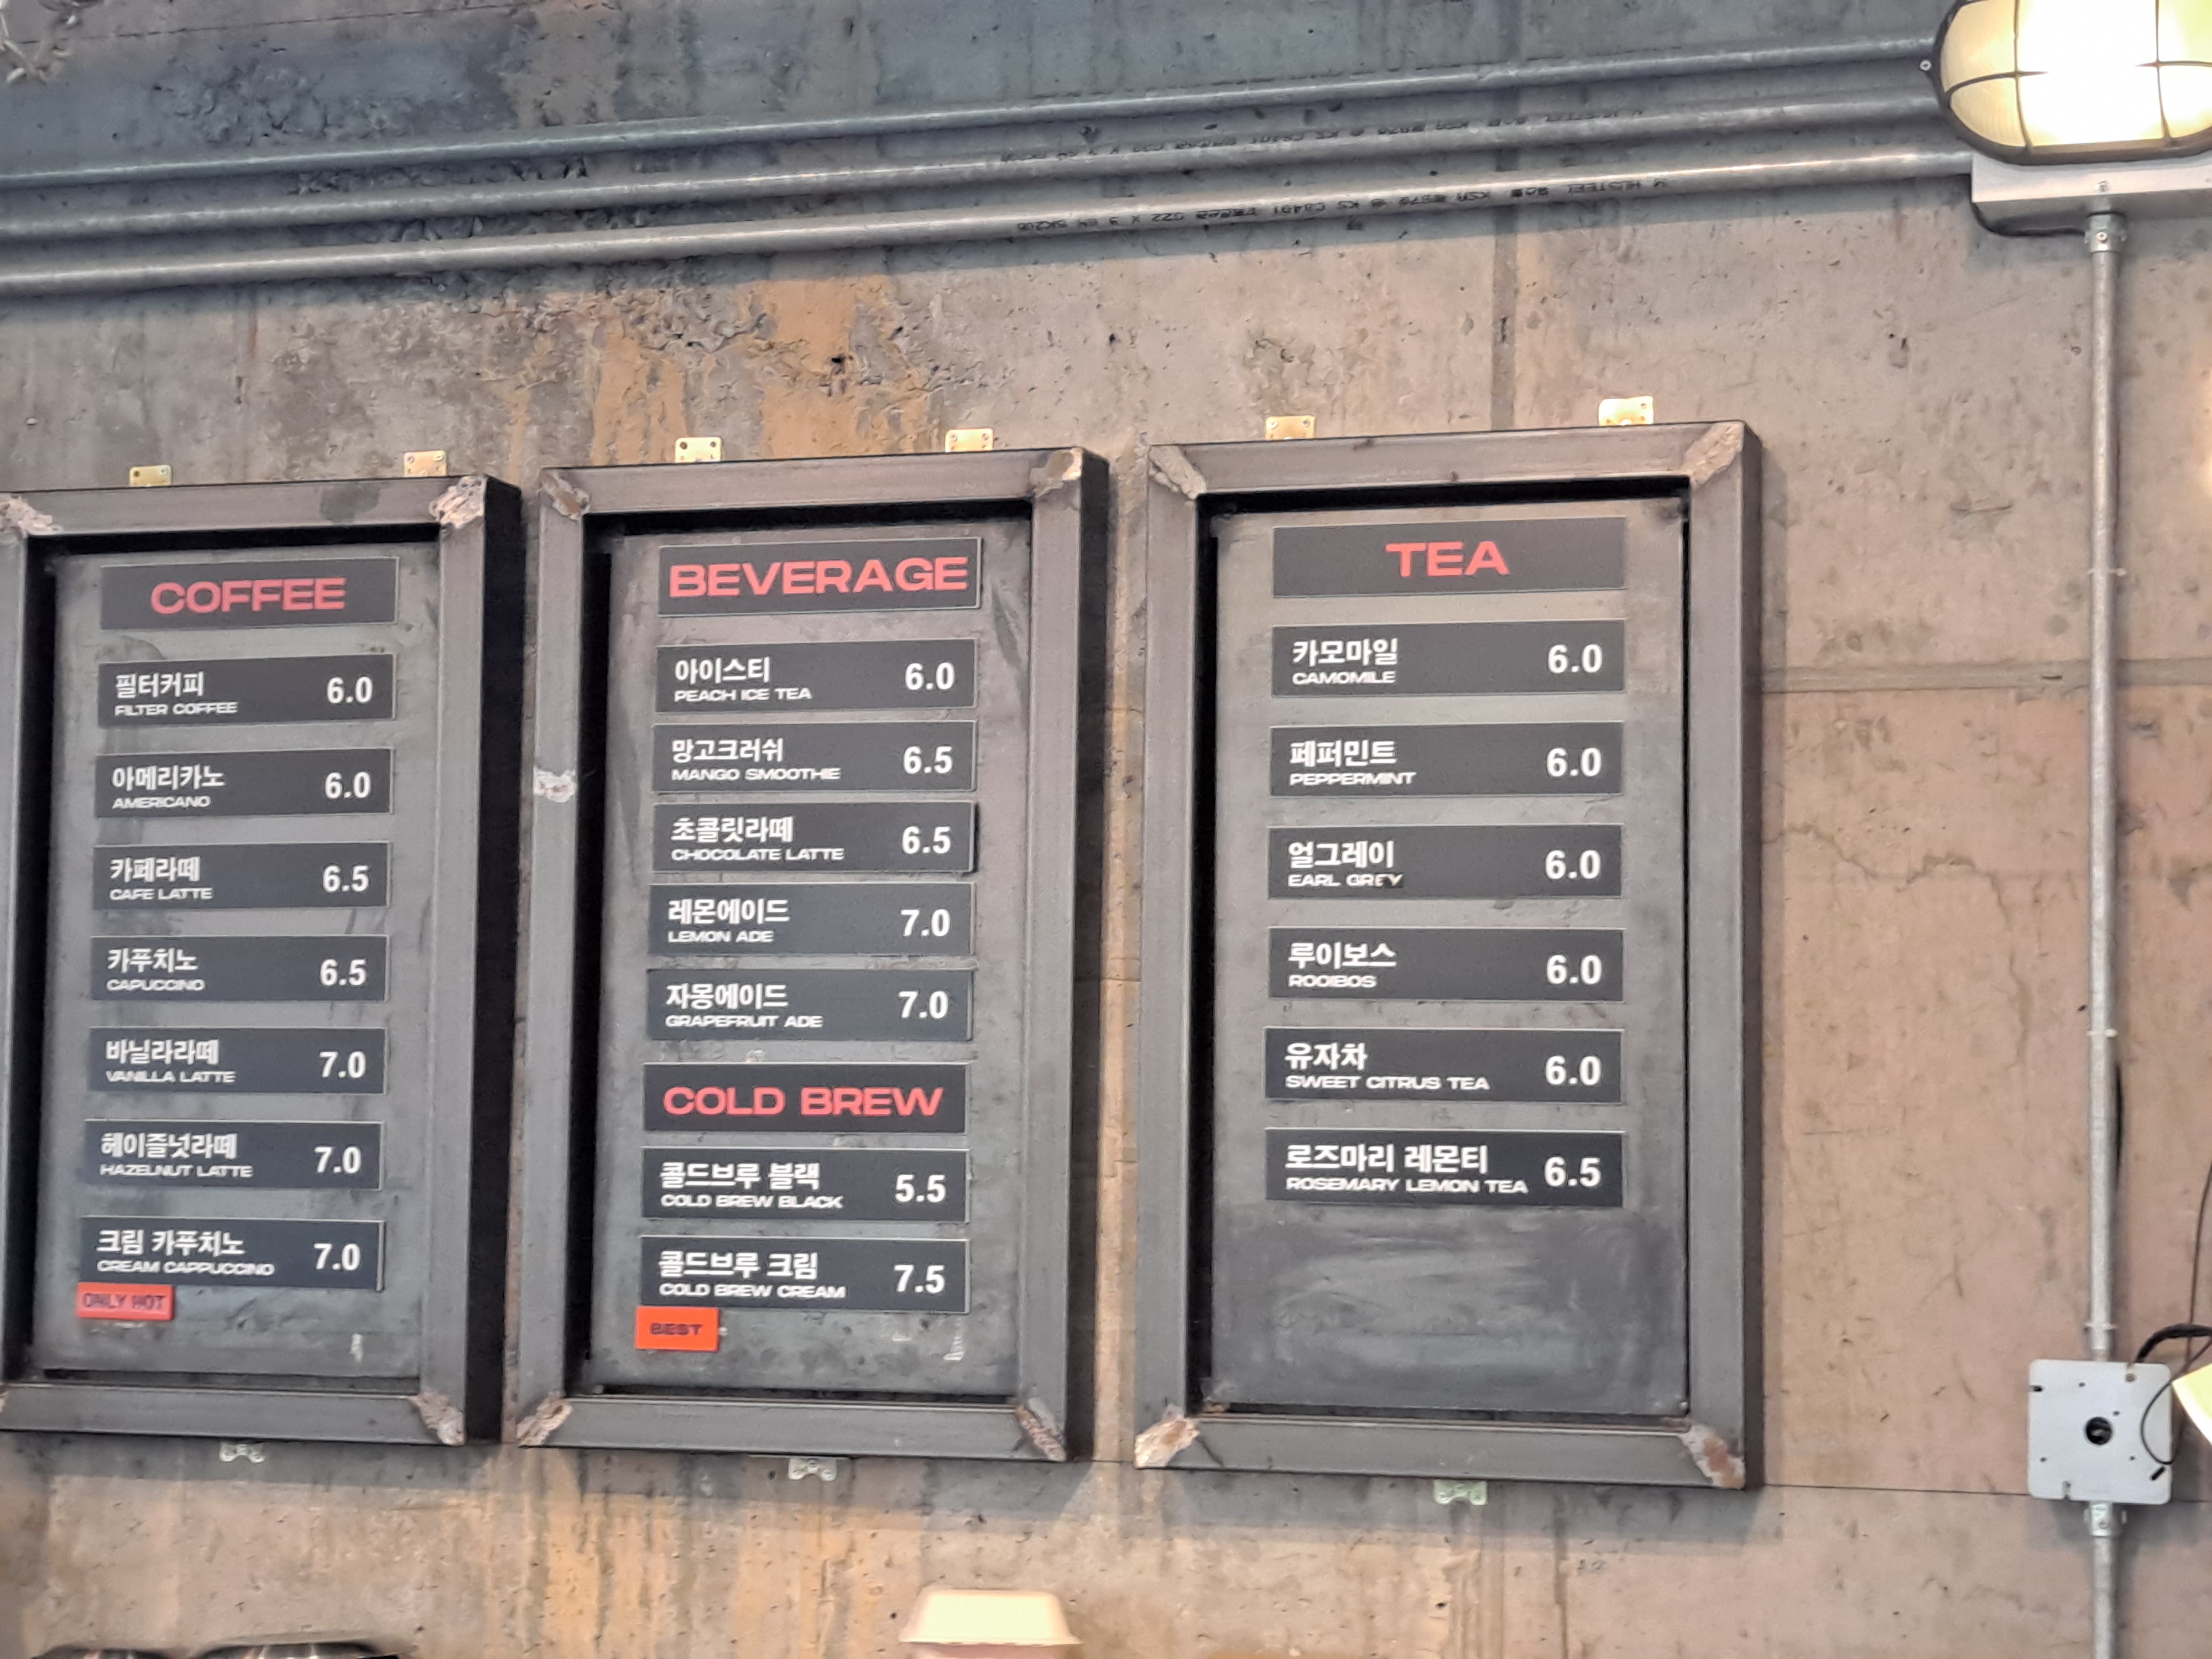 COFFEE
필터커피 6.0
FILTER COFFEE
아메리카노 6.0
AMERICANO
카페라떼 6.5
CAFE LATTE
카푸치노 6.5
CAPUCCINO
바닐라라떼 7.0
VANILLA LATTE
헤이즐넛라떼 7.0
HAZELNUT LATTE
크림 카푸치노 7.0
CREAM CAPPUCCINO
ONLY HOT
BEVERAGE
아이스티 6.0
PEACH ICE TEA
망고크러쉬 6.5
MANGO SMOOTHIE
초콜릿라떼 6.5
CHOCOLATE LATTE
레몬에이드 7.0
LEMON ADE
자몽에이드 7.0
GRAPEFRUIT ADE
COLD BREW
콜드브루 블랙 5.5
COLD BREW BLACK
콜드브루 크림 7.5
COLD BREW CREAM
BEST
TEA
카모마일 6.0
CAMOMILE
페퍼민트 6.0
PEPPERMINT
얼그레이 6.0
EARL GREY
루이보스 6.0
ROOIBOS
유자차 6.0
SWEET CITRUS TEA
로즈마리 레몬티 6.5
ROSEMARY LEMON TEA